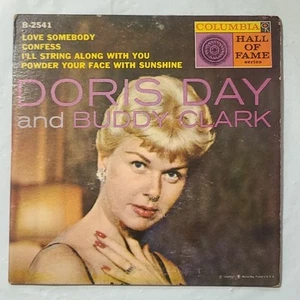 B-2541
LOVE SOMEBODY
CONFESS
I'LL STRING ALONG WITH YOU
POWDER YOUR FACE WITH SUNSHINE
COLUMBIA
HALL
OF
FAME
series
DORIS DAY
and BUDDY CLARK